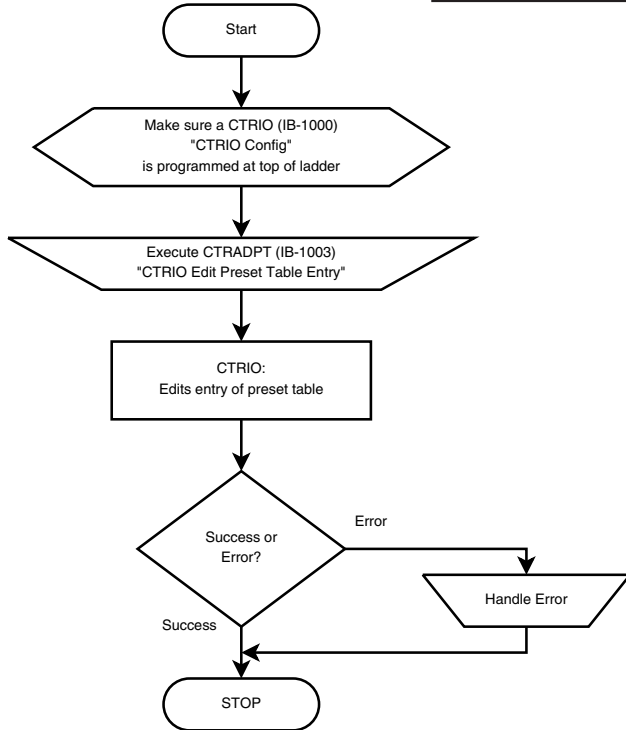 Start
Make sure a CTRIO (IB-1000)
"CTRIO Config"
is programmed at top of ladder
Execute CTRADPT (IB-1003)
"CTRIO Edit Preset Table Entry"
CTRIO:
Edits entry of preset table
Success or
Error?
Error
Handle Error
Success
STOP